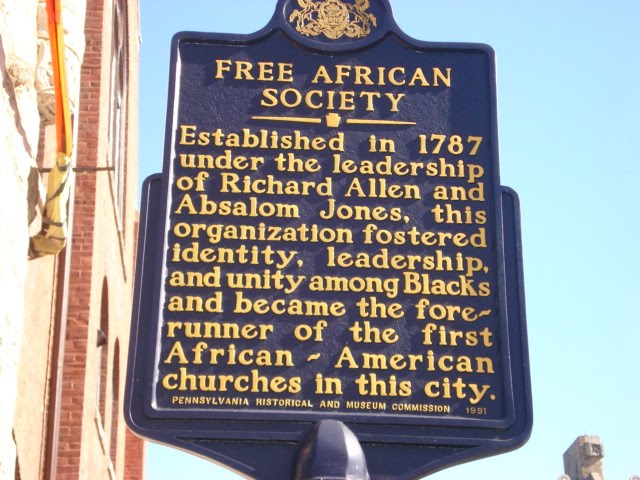 FREE AFRICAN
SOCIETY
Established in 1787
under the leadership
of Richard Allen and
Absalom Jones, this
organization fostered
identity, leadership,
and unity among Blacks
and became the fore-
runner of the first
African - American
churches in this city.
PENNSYLVANIA HISTORICAL AND MUSEUM COMMISSION 1991